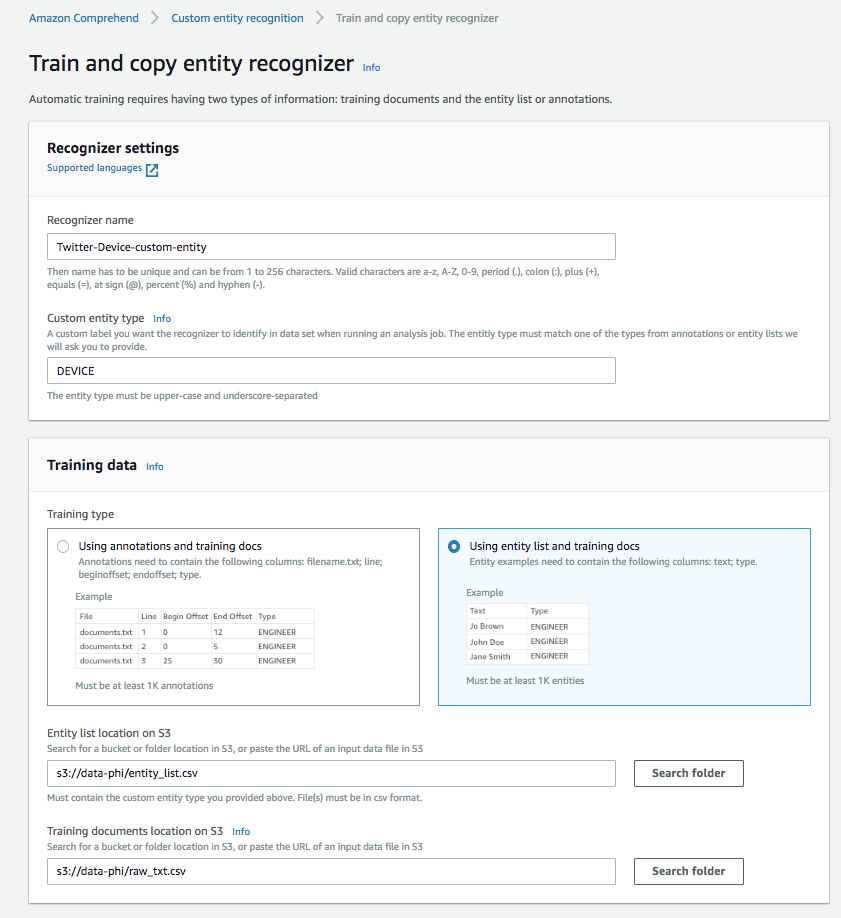 Amazon Comprehend > Custom entity recognition > Train and copy entity recognizer
Train and copy entity recognizer Info
Automatic training requires having two types of information: training documents and the entity list or annotations.
Recognizer settings
Supported languages
Recognizer name
Twitter-Device-custom-entity
Then name has to be unique and can be from 1 to 256 characters. Valid characters are a-z, A-Z, 0-9, period (.), colon (:), plus (+),
equals (=), at sign (@), percent (%) and hyphen (-).
Custom entity type Info
A custom label you want the recognizer to identify in data set when running an analysis job. The entitiy type must match one of the types from annotations or entity lists we
will ask you to provide.
DEVICE
The entity type must be upper-case and underscore-separated
Training data Info
Training type
Using annotations and training docs
Annotations need to contain the following columns: filename.txt; line;
beginoffset; endoffset; type.
Example
File Line Begin Offset End Offset Type
documents.txt 1 0 12 ENGINEER
documents.txt 2 0 5 ENGINEER
documents.txt 3 25 30 ENGINEER
Must be at least 1K annotations
Using entity list and training docs
Entity examples need to contain the following columns: text; type.
Example
Text Type
Jo Brown ENGINEER
John Doe ENGINEER
Jane Smith ENGINEER
Must be at least 1K entities
Entity list location on S3
Search for a bucket or folder location in S3, or paste the URL of an input data file in S3
s3://data-phi/entity_list.csv Search folder
Must contain the custom entity type you provided above. File(s) must be in csv format.
Training documents location on S3 Info
Search for a bucket or folder location in S3, or paste the URL of an input data file in S3
s3://data-phi/raw_txt.csv Search folder